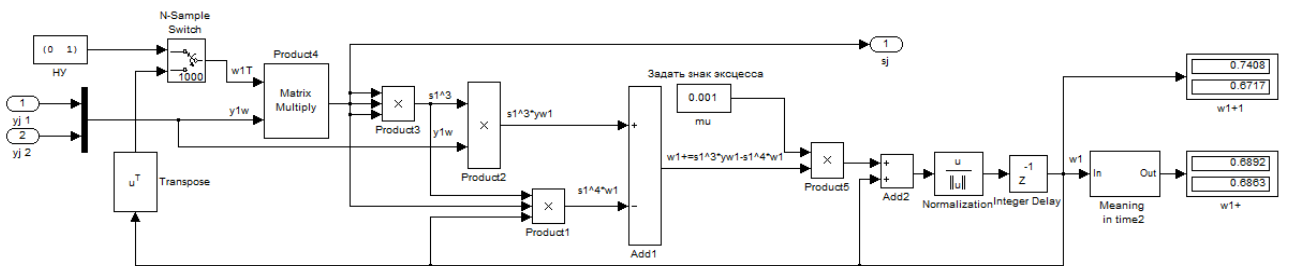 N-Sample
Switch
(0 1)
НУ
1000
w1T
Product4
Matrix
Multiply
1
yj 1
2
yj 2
y1w
u^T
Transpose
×
Product3
s1^3
y1w
×
Product2
s1^3*yw1
×
Product1
s1^4*w1
1
sj
Задать знак эксцесса
0.001
mu
+
−
Add1
w1+=s1^3*yw1-s1^4*w1
×
Product5
+
+
Add2
u
||u||
Normalization
-1
Z
Integer Delay
w1
In
Out
Meaning
in time2
0.7408
0.6717
w1+1
0.6892
0.6863
w1+